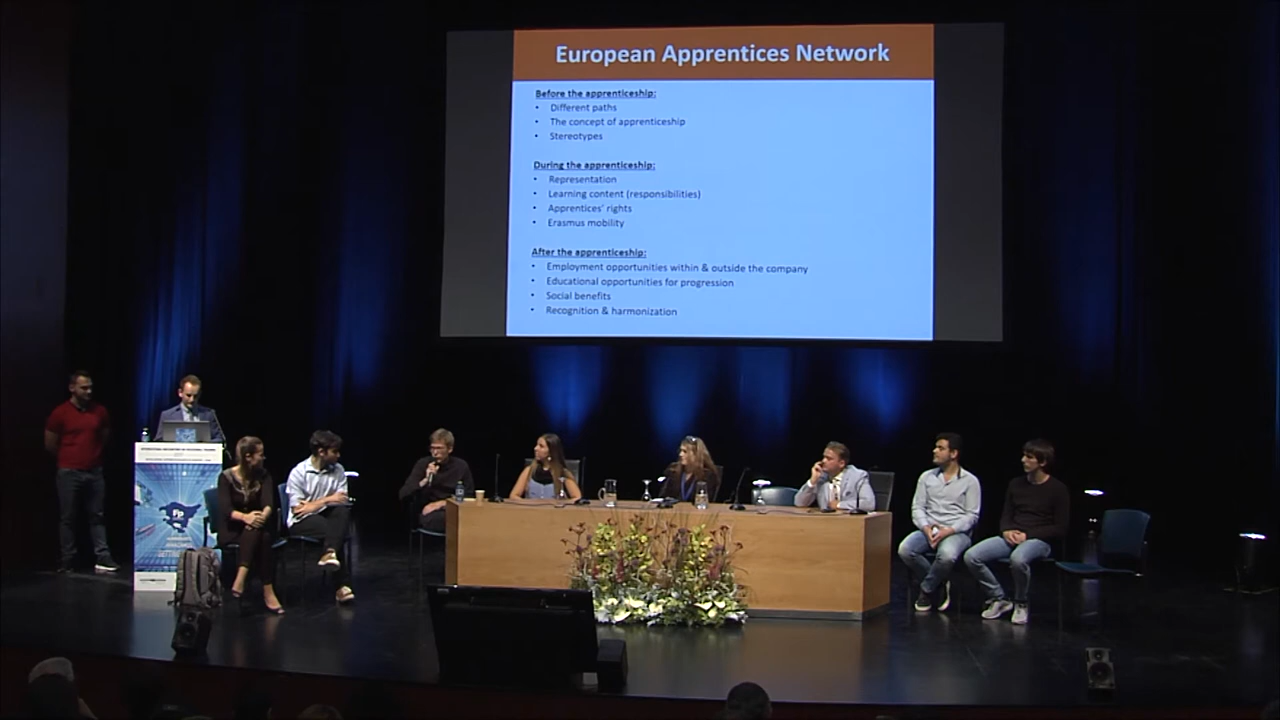 European Apprentices Network
Before the apprenticeship:
• Different paths
• The concept of apprenticeship
• Stereotypes
During the apprenticeship:
• Representation
• Learning content (responsibilities)
• Apprentices' rights
• Erasmus mobility
After the apprenticeship:
• Employment opportunities within & outside the company
• Educational opportunities for progression
• Social benefits
• Recognition & harmonization
Fp